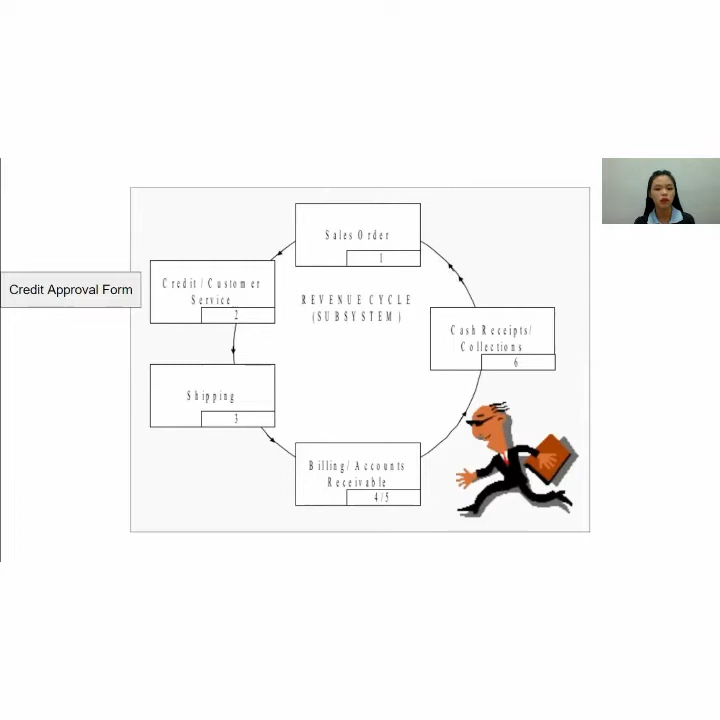 Sales Order
1
Credit/Customer
Service
2
REVENUE CYCLE
(SUBSYSTEM)
Credit Approval Form
Cash Receipts/
Collections
6
Shipping
3
Billing/Accounts
Receivable
4/5